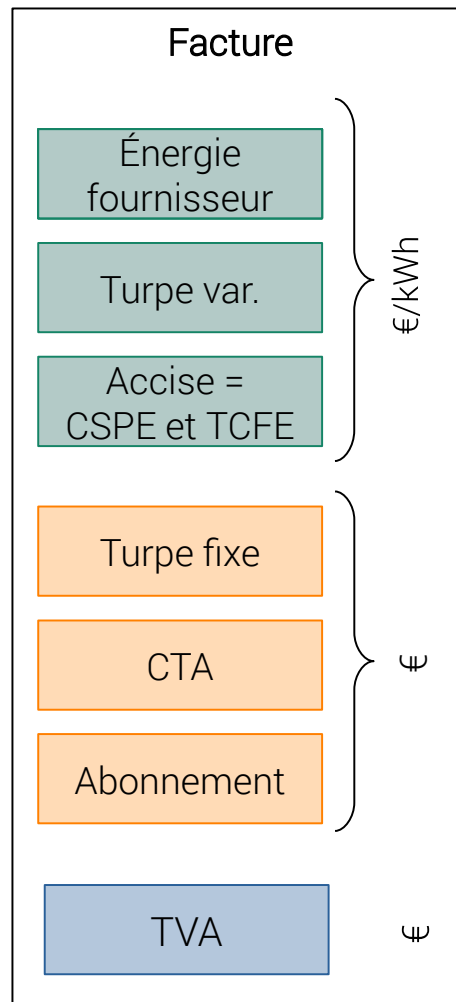 Facture
Énergie
fournisseur
Turpe var.
Accise =
CSPE et TCFE
€/kWh
Turpe fixe
CTA
Abonnement
€
TVA
€